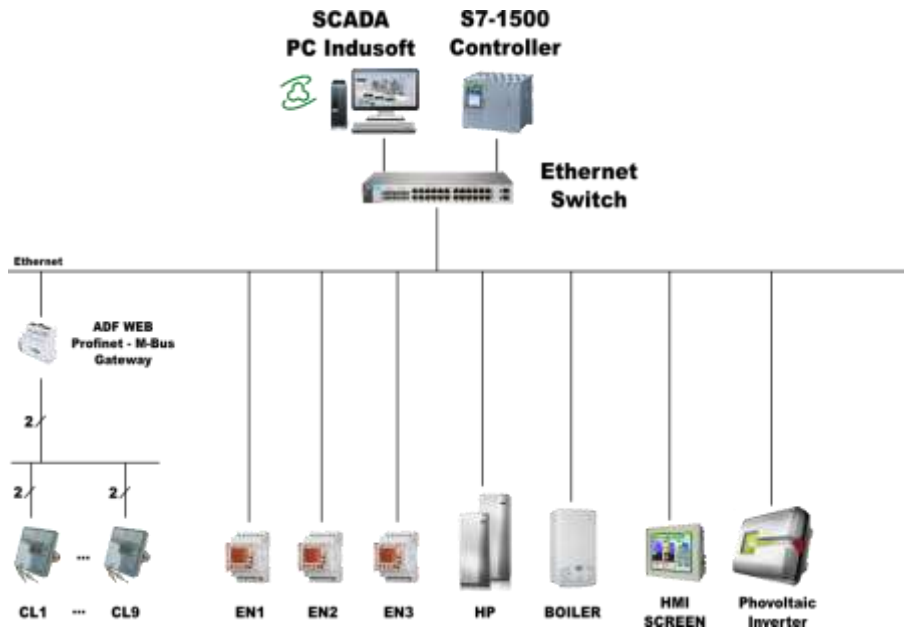 SCADA
PC Indusoft
S7-1500
Controller
Ethernet
Switch
Ethernet
ADF WEB
Profinet - M-Bus
Gateway
2
2
2
CL1
...
CL9
EN1
EN2
EN3
HP
BOILER
HMI
SCREEN
Phovoltaic
Inverter